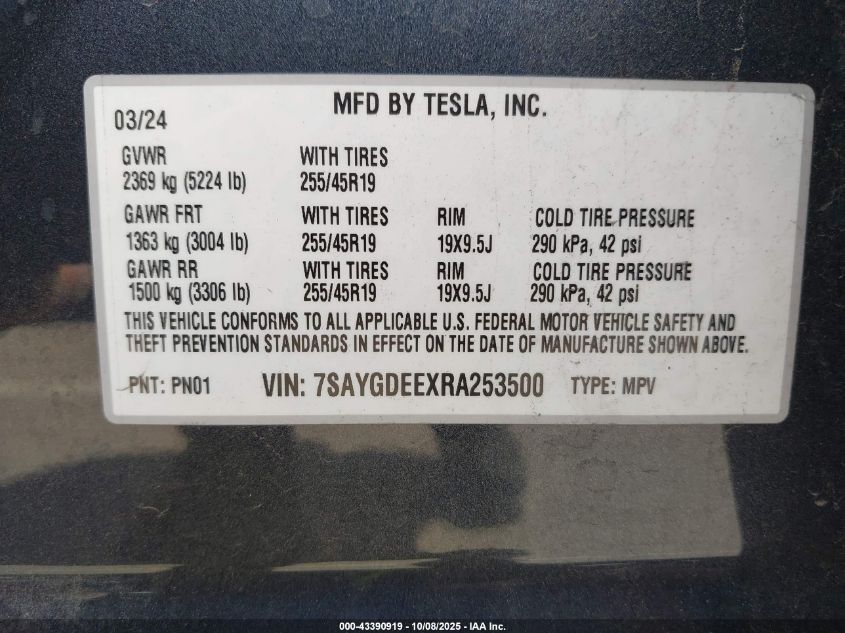 MFD BY TESLA, INC.
03/24
GVWR WITH TIRES
2369 kg (5224 lb) 255/45R19
GAWR FRT WITH TIRES RIM COLD TIRE PRESSURE
1363 kg (3004 lb) 255/45R19 19X9.5J 290 kPa, 42 psi
GAWR RR WITH TIRES RIM COLD TIRE PRESSURE
1500 kg (3306 lb) 255/45R19 19X9.5J 290 kPa, 42 psi
THIS VEHICLE CONFORMS TO ALL APPLICABLE U.S. FEDERAL MOTOR VEHICLE SAFETY AND
THEFT PREVENTION STANDARDS IN EFFECT ON THE DATE OF MANUFACTURE SHOWN ABOVE.
PNT: PN01 VIN: 7SAYGDEEXRA253500 TYPE: MPV
000-43390919 - 10/08/2025 - IAA Inc.